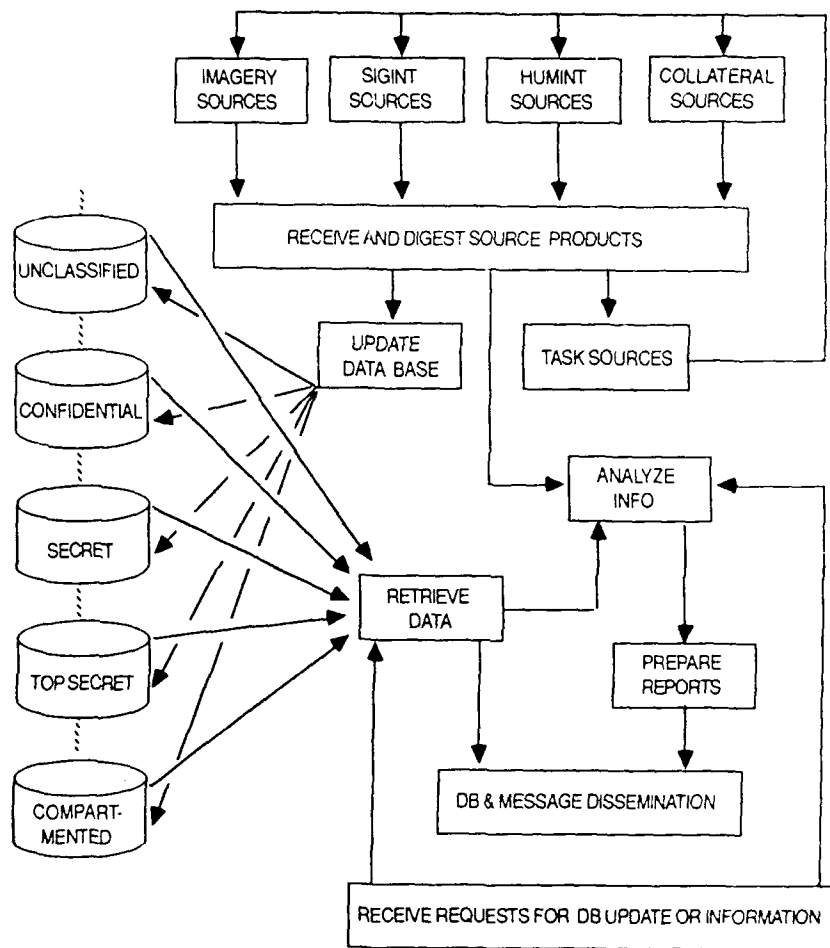 IMAGERY
SOURCES
SIGINT
SOURCES
HUMINT
SOURCES
COLLATERAL
SOURCES
RECEIVE AND DIGEST SOURCE PRODUCTS
UNCLASSIFIED
UPDATE
DATA BASE
TASK SOURCES
CONFIDENTIAL
ANALYZE
INFO
SECRET
RETRIEVE
DATA
TOP SECRET
PREPARE
REPORTS
DB & MESSAGE DISSEMINATION
COMPART-
MENTED
RECEIVE REQUESTS FOR DB UPDATE OR INFORMATION